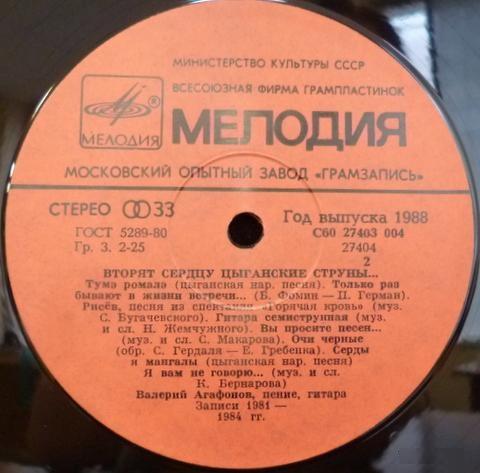 МИНИСТЕРСТВО КУЛЬТУРЫ СССР
ВСЕСОЮЗНАЯ ФИРМА ГРАМПЛАСТИНОК
МЕЛОДИЯ
МЕЛОДИЯ
МОСКОВСКИЙ ОПЫТНЫЙ ЗАВОД «ГРАМЗАПИСЬ»
СТЕРЕО 33
ГОСТ 5289-80
Гр. 3. 2-25
Год выпуска 1988
С60 27403 004
27404
2
ВТОРЯТ СЕРДЦУ ЦЫГАНСКИЕ СТРУНЫ...
Тумэ ромалэ (цыганская нар. песня). Только раз
бывают в жизни встречи... (Б. Фомин — П. Герман).
Рисёв, песня из спектакля «Горячая кровь» (муз.
С. Бугачевского). Гитара семиструнная (муз.
и сл. Н. Жемчужного). Вы просите песен...
(муз. и сл. С. Макарова). Очи черные
(обр. С. Гердаля — Е. Гребенка). Серды
я мангалы (цыганская нар. песня)
Я вам не говорю... (муз. и сл.
К. Бернарова)
Валерий Агафонов, пение, гитара
Записи 1981 —
1984 гг.